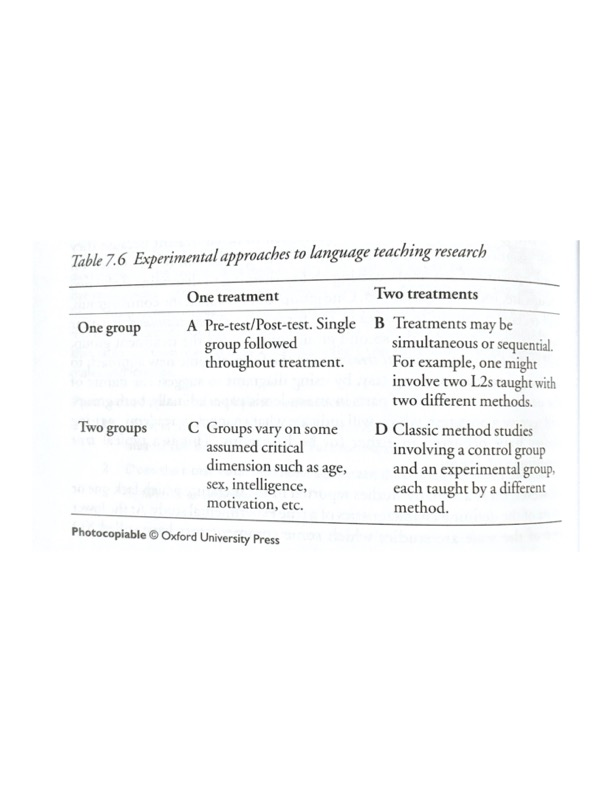 Table 7.6 Experimental approaches to language teaching research
One treatment
Two treatments
One group
A Pre-test/Post-test. Single
group followed
throughout treatment.
B Treatments may be
simultaneous or sequential.
For example, one might
involve two L2s taught with
two different methods.
Two groups
C Groups vary on some
assumed critical
dimension such as age,
sex, intelligence,
motivation, etc.
D Classic method studies
involving a control group
and an experimental group,
each taught by a different
method.
Photocopiable © Oxford University Press